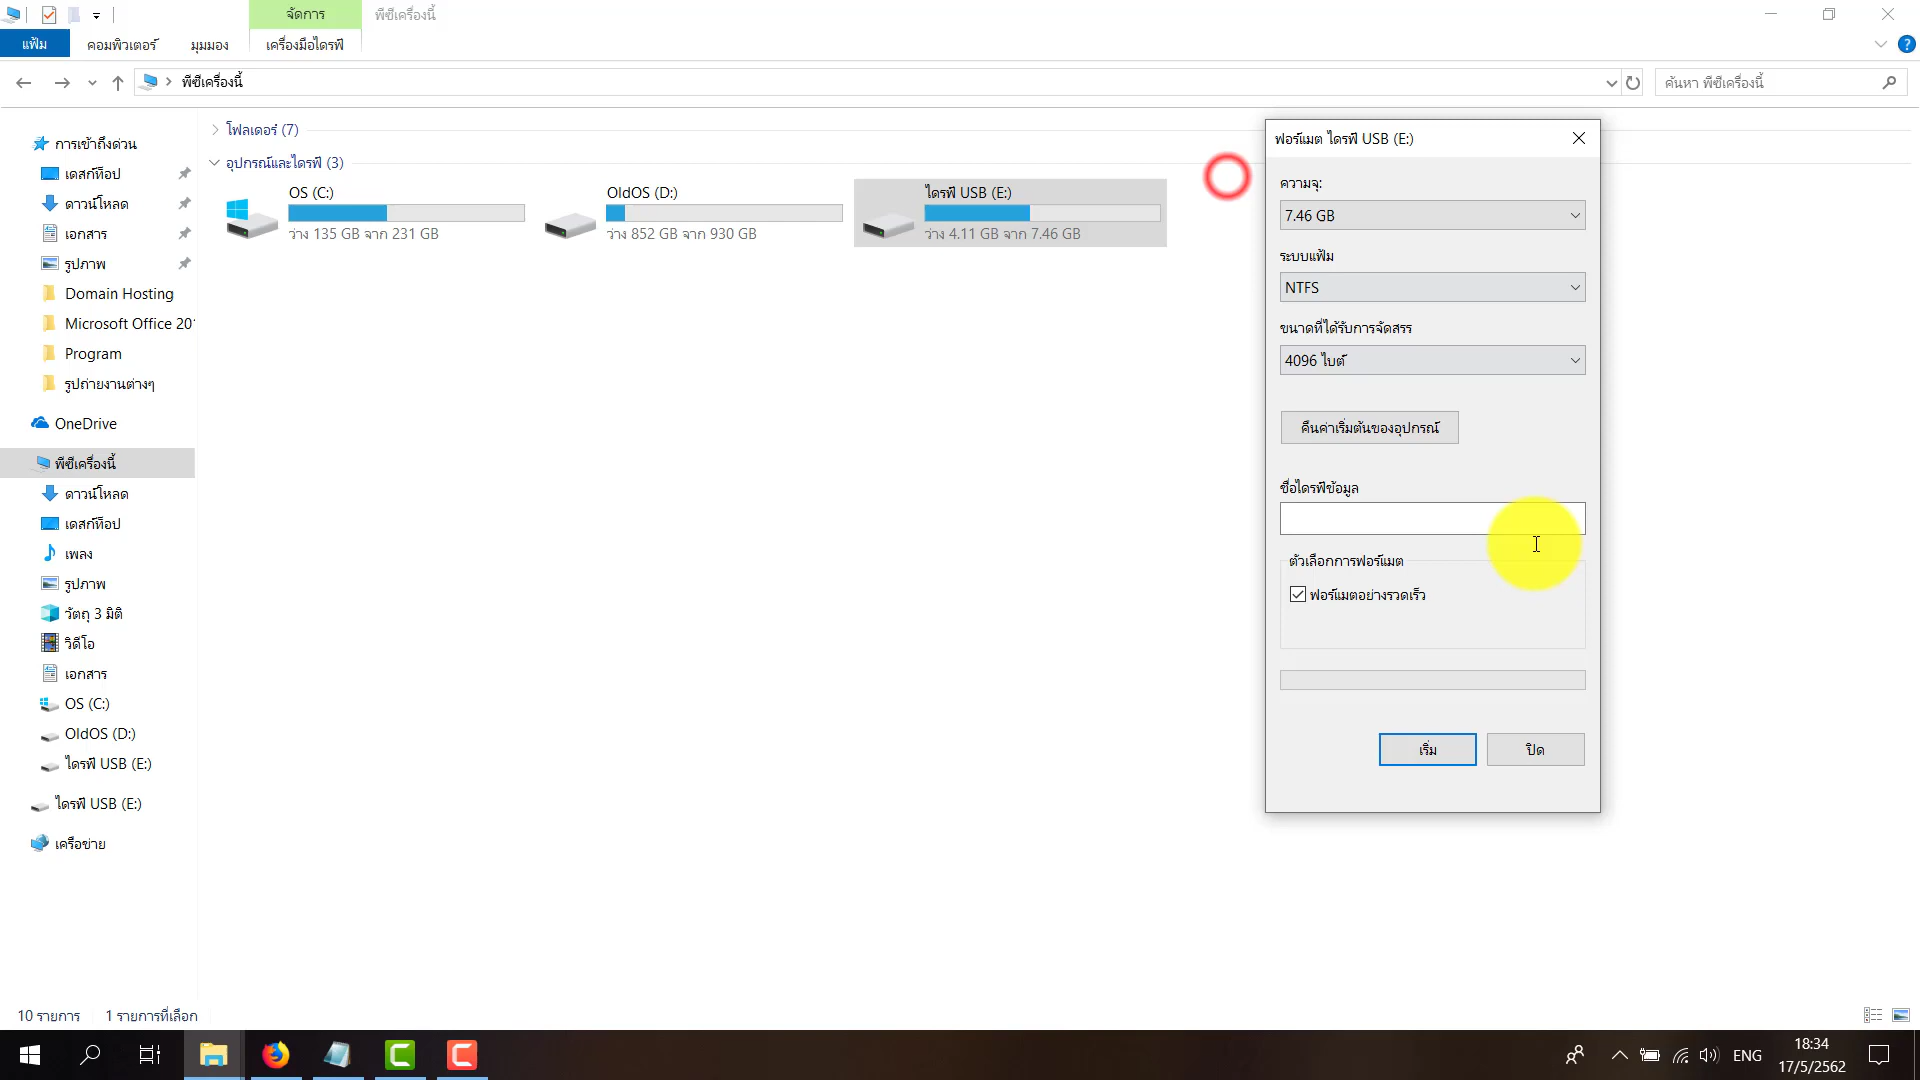 จัดการ
พีซีเครื่องนี้
แฟ้ม
คอมพิวเตอร์
มุมมอง
เครื่องมือไดรฟ์
พีซีเครื่องนี้
ค้นหา พีซีเครื่องนี้
การเข้าถึงด่วน
เดสก์ท็อป
ดาวน์โหลด
เอกสาร
รูปภาพ
Domain Hosting
Microsoft Office 20
Program
รูปถ่ายงานต่างๆ
OneDrive
พีซีเครื่องนี้
ดาวน์โหลด
เดสก์ท็อป
เพลง
รูปภาพ
วัตถุ 3 มิติ
วิดีโอ
เอกสาร
OS (C:)
OldOS (D:)
ไดรฟ์ USB (E:)
ไดรฟ์ USB (E:)
เครือข่าย
โฟลเดอร์ (7)
อุปกรณ์และไดรฟ์ (3)
OS (C:)
ว่าง 135 GB จาก 231 GB
OldOS (D:)
ว่าง 852 GB จาก 930 GB
ไดรฟ์ USB (E:)
ว่าง 4.11 GB จาก 7.46 GB
ฟอร์แมต ไดรฟ์ USB (E:)
ความจุ:
7.46 GB
ระบบแฟ้ม
NTFS
ขนาดที่ได้รับการจัดสรร
4096 ไบต์
คืนค่าเริ่มต้นของอุปกรณ์
ชื่อไดรฟ์ข้อมูล
ตัวเลือกการฟอร์แมต
ฟอร์แมตอย่างรวดเร็ว
เริ่ม
ปิด
10 รายการ
1 รายการที่เลือก
ENG
18:34
17/5/2562